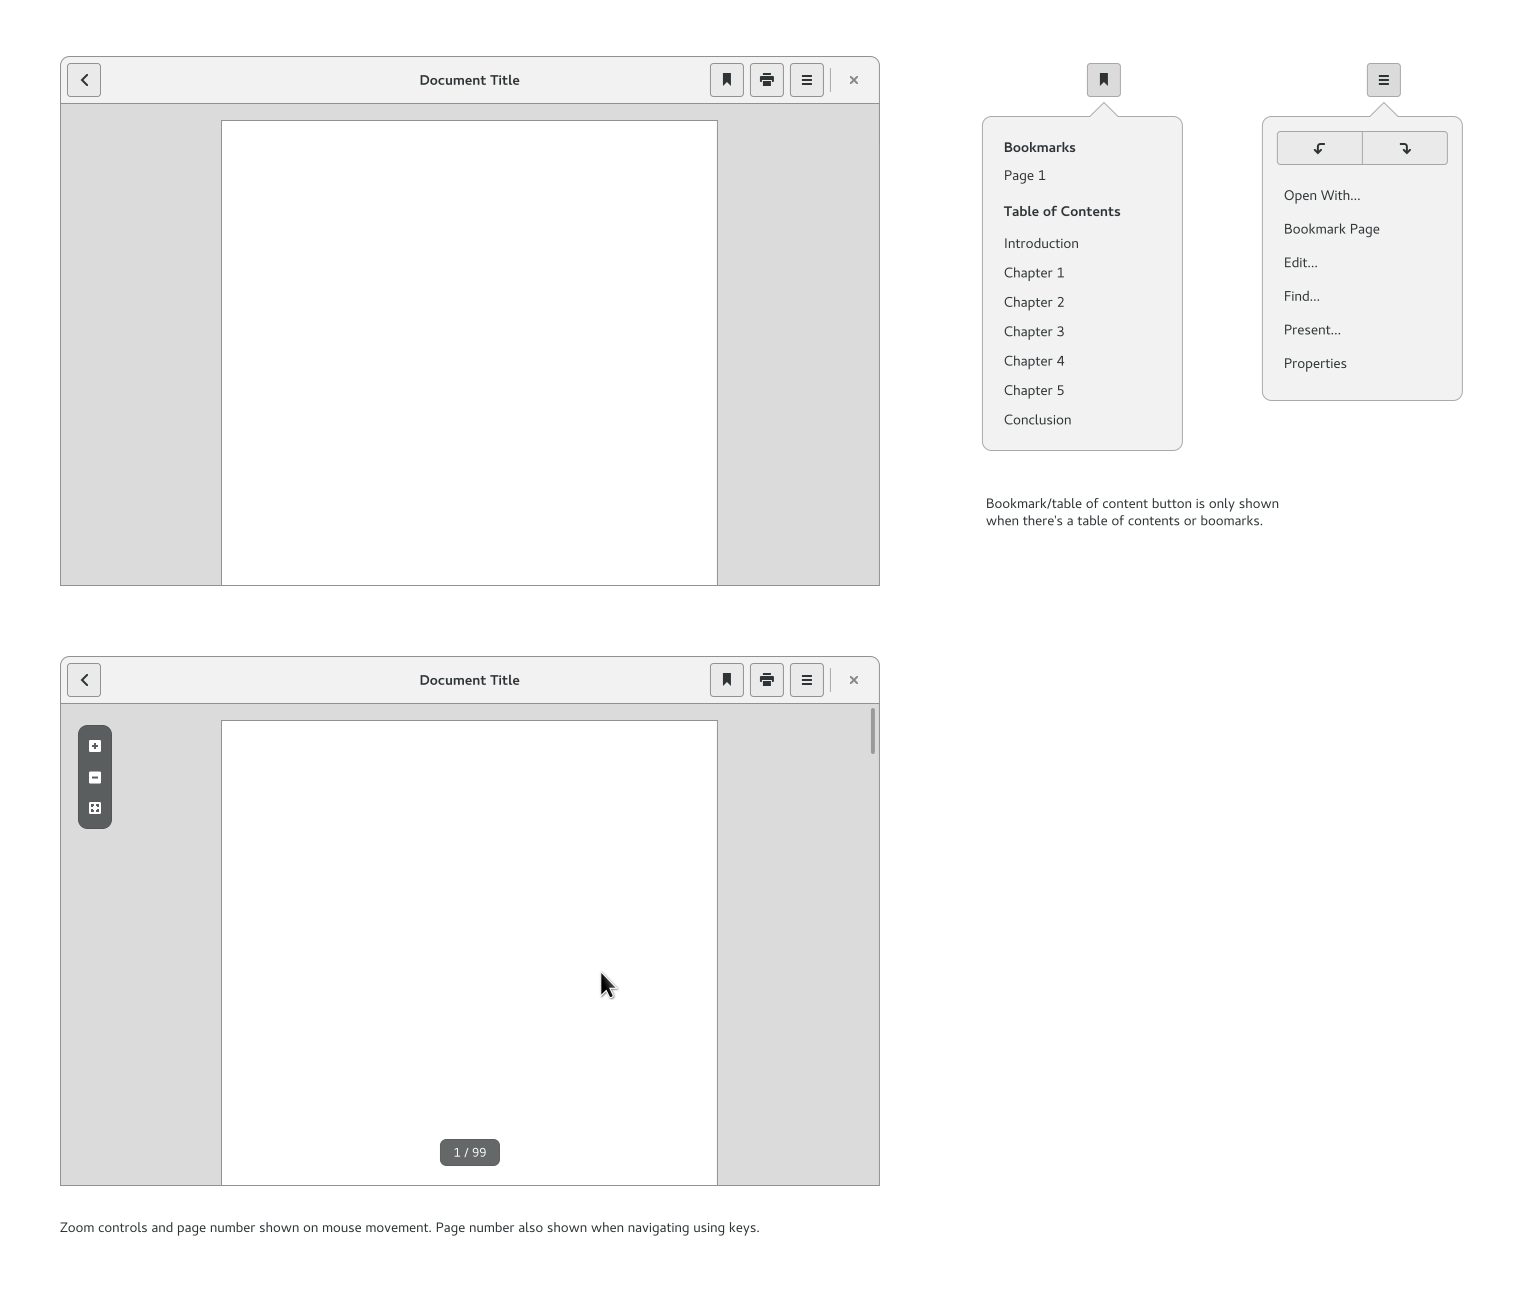 Document Title
Bookmarks
Page 1
Table of Contents
Introduction
Chapter 1
Chapter 2
Chapter 3
Chapter 4
Chapter 5
Conclusion
Open With...
Bookmark Page
Edit...
Find...
Present...
Properties
Bookmark/table of content button is only shown
when there's a table of contents or boomarks.
Document Title
1 / 99
Zoom controls and page number shown on mouse movement. Page number also shown when navigating using keys.